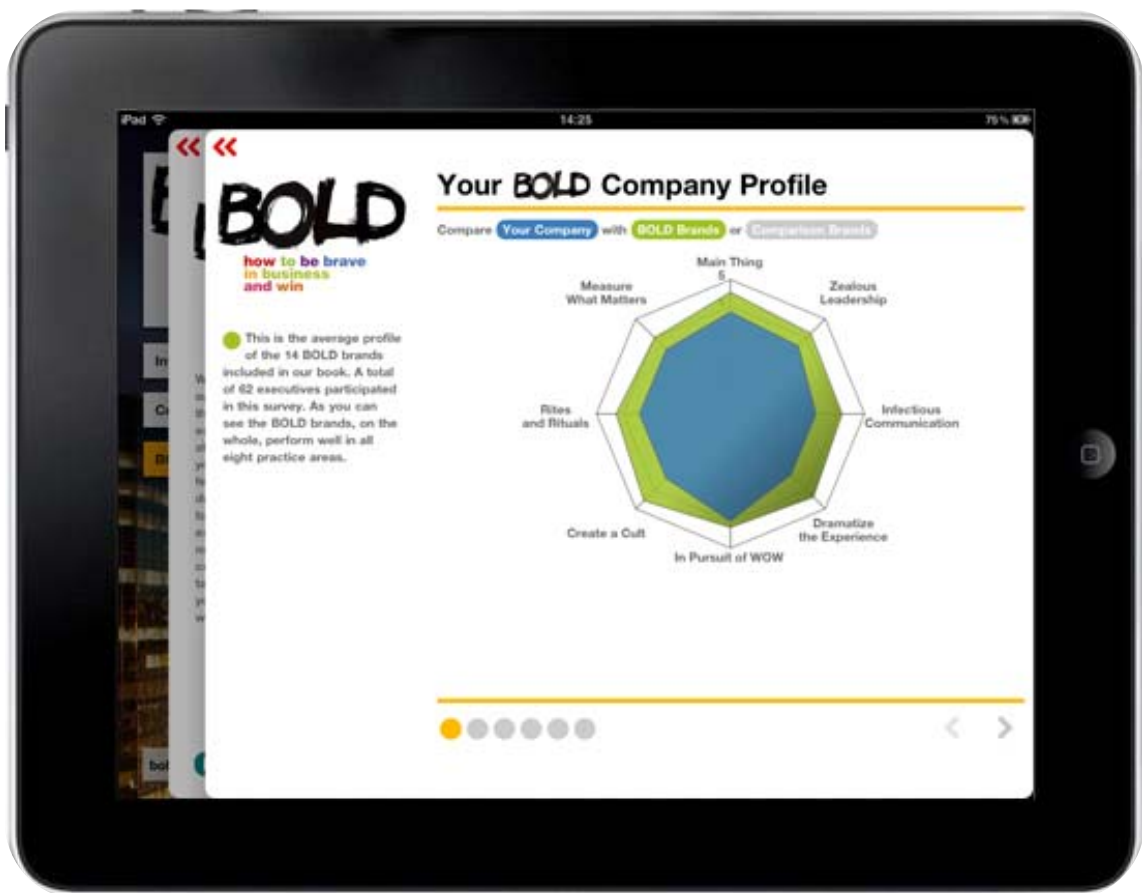 iPad
14:25
75%
BOLD
how to be brave
in business
and win
This is the average profile
of the 14 BOLD brands
included in our book. A total
of 62 executives participated
in this survey. As you can
see the BOLD brands, on the
whole, perform well in all
eight practice areas.
Your BOLD Company Profile
Compare Your Company with BOLD Brands or Comparison Brands
Main Thing
5
Zealous
Leadership
Infectious
Communication
Dramatize
the Experience
In Pursuit of WOW
Create a Cult
Rites
and Rituals
Measure
What Matters